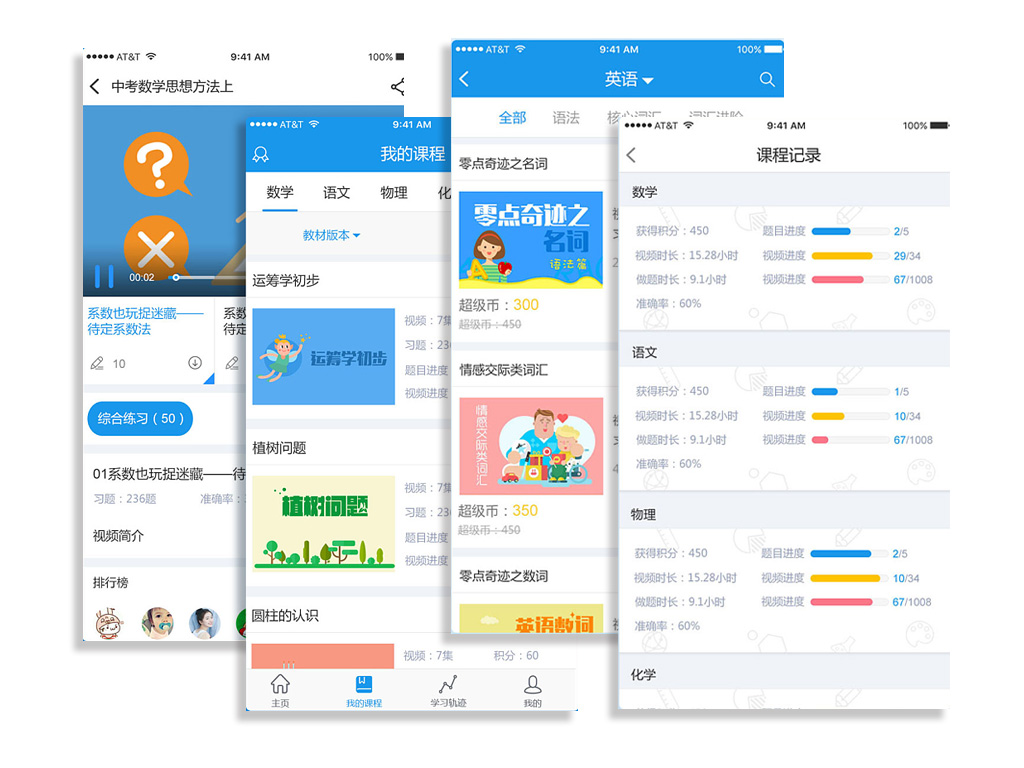 AT&T
9:41 AM
100%
中考数学思想方法上
00:02
系数也玩捉迷藏——
待定系数法
10
综合练习（50）
01系数也玩捉迷藏——待
习题：236题
准确率：
视频简介
排行榜
AT&T
9:41 AM
我的课程
数学
语文
物理
教材版本
运筹学初步
运筹学初步
视频：7集
习题：23
题目进度
视频进度
植树问题
植树问题
视频：7集
习题：23
题目进度
视频进度
圆柱的认识
视频：7集
积分：60
主页
我的课程
学习轨迹
我的
AT&T
9:41 AM
100%
英语
全部
语法
核心词汇
词汇进阶
零点奇迹之名词
零点奇迹之
名词
语法篇
超级币：300
超级币：450
情感交际类词汇
情感交际类词汇
超级币：350
超级币：450
零点奇迹之数词
英语数词
AT&T
9:41 AM
100%
课程记录
数学
获得积分：450
题目进度
2/5
视频时长：15.28小时
视频进度
29/34
做题时长：9.1小时
视频进度
67/1008
准确率：60%
语文
获得积分：450
题目进度
1/5
视频时长：15.28小时
视频进度
10/34
做题时长：9.1小时
视频进度
67/1008
准确率：60%
物理
获得积分：450
题目进度
2/5
视频时长：15.28小时
视频进度
10/34
做题时长：9.1小时
视频进度
67/1008
准确率：60%
化学